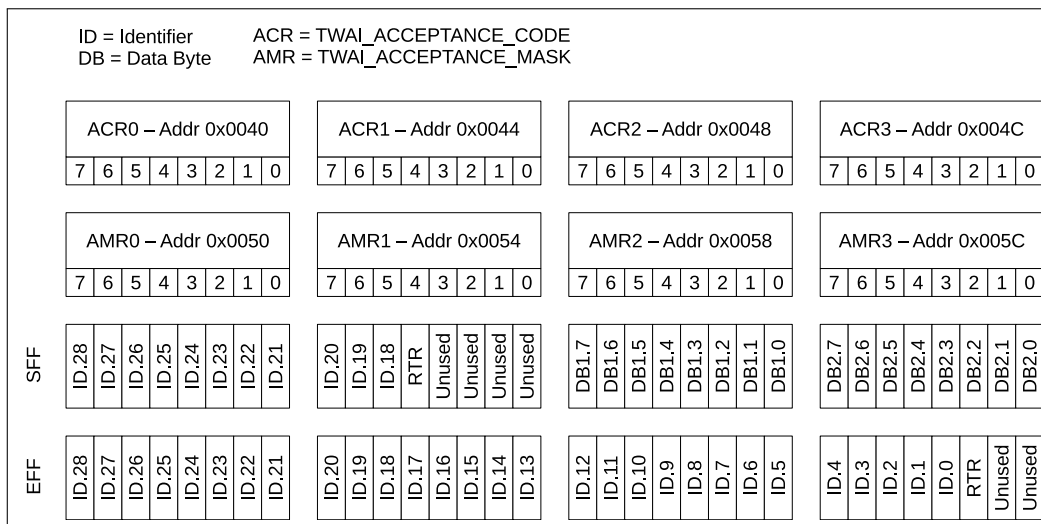 ID = Identifier ACR = TWAI_ACCEPTANCE_CODE
DB = Data Byte AMR = TWAI_ACCEPTANCE_MASK
ACR0 – Addr 0x0040 ACR1 – Addr 0x0044 ACR2 – Addr 0x0048 ACR3 – Addr 0x004C
7 6 5 4 3 2 1 0 7 6 5 4 3 2 1 0 7 6 5 4 3 2 1 0 7 6 5 4 3 2 1 0
AMR0 – Addr 0x0050 AMR1 – Addr 0x0054 AMR2 – Addr 0x0058 AMR3 – Addr 0x005C
7 6 5 4 3 2 1 0 7 6 5 4 3 2 1 0 7 6 5 4 3 2 1 0 7 6 5 4 3 2 1 0
SFF ID.28 ID.27 ID.26 ID.25 ID.24 ID.23 ID.22 ID.21 ID.20 ID.19 ID.18 RTR Unused Unused Unused Unused DB1.7 DB1.6 DB1.5 DB1.4 DB1.3 DB1.2 DB1.1 DB1.0 DB2.7 DB2.6 DB2.5 DB2.4 DB2.3 DB2.2 DB2.1 DB2.0
EFF ID.28 ID.27 ID.26 ID.25 ID.24 ID.23 ID.22 ID.21 ID.20 ID.19 ID.18 ID.17 ID.16 ID.15 ID.14 ID.13 ID.12 ID.11 ID.10 ID.9 ID.8 ID.7 ID.6 ID.5 ID.4 ID.3 ID.2 ID.1 ID.0 RTR Unused Unused